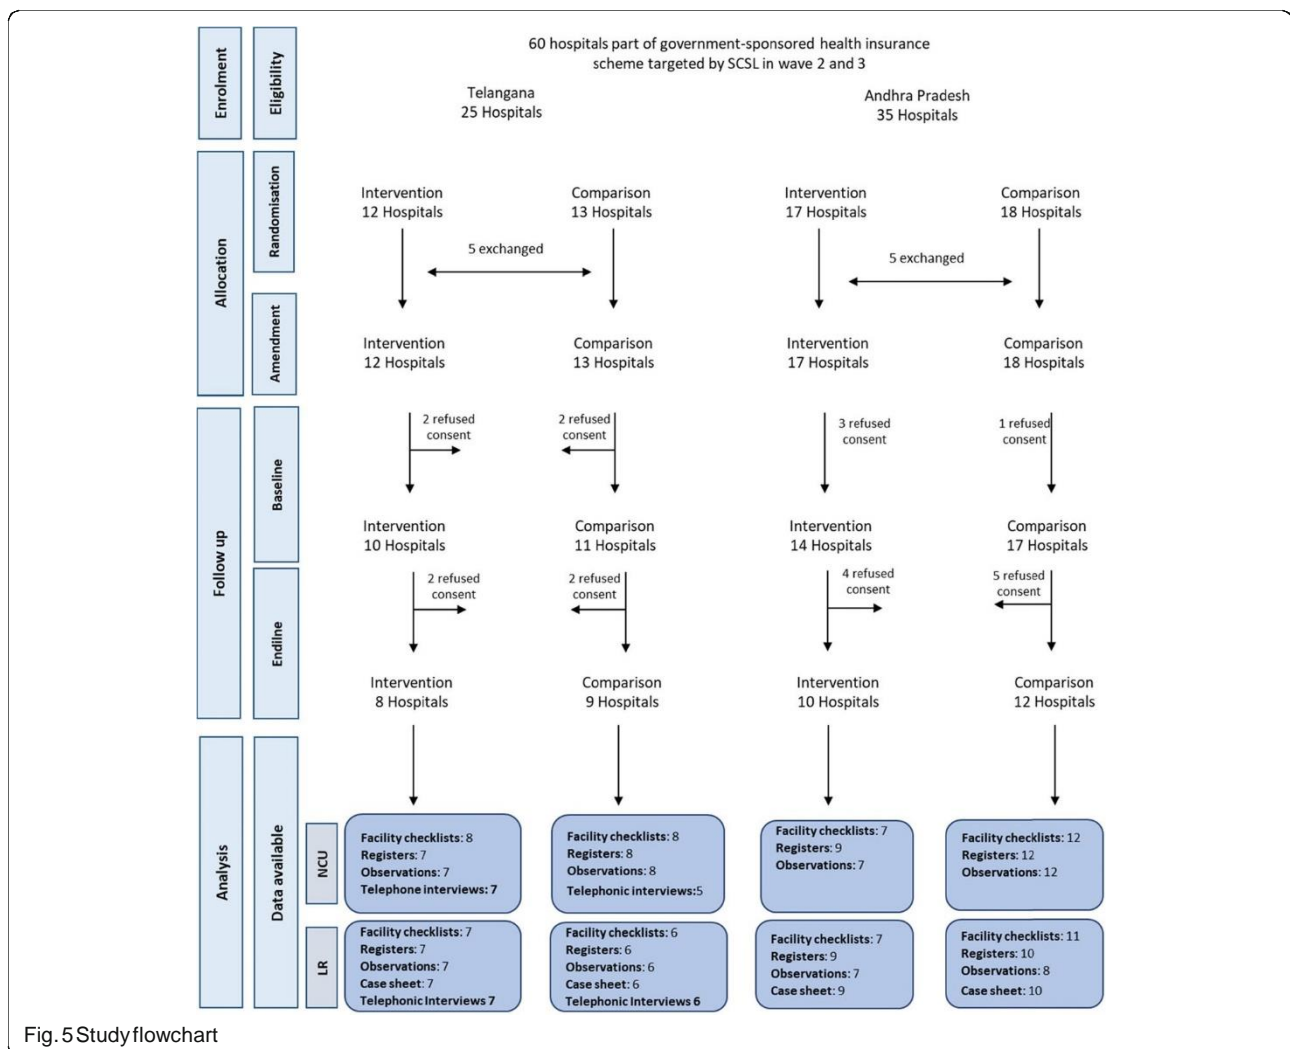 60 hospitals part of government-sponsored health insurance
scheme targeted by SCSL in wave 2 and 3
Enrolment
Eligibility
Telangana
25 Hospitals
Andhra Pradesh
35 Hospitals
Allocation
Randomisation
Intervention
12 Hospitals
Comparison
13 Hospitals
Intervention
17 Hospitals
Comparison
18 Hospitals
5 exchanged
5 exchanged
Amendment
Intervention
12 Hospitals
Comparison
13 Hospitals
Intervention
17 Hospitals
Comparison
18 Hospitals
Follow up
Baseline
2 refused
consent
2 refused
consent
3 refused
consent
1 refused
consent
Intervention
10 Hospitals
Comparison
11 Hospitals
Intervention
14 Hospitals
Comparison
17 Hospitals
Endilne
2 refused
consent
2 refused
consent
4 refused
consent
5 refused
consent
Intervention
8 Hospitals
Comparison
9 Hospitals
Intervention
10 Hospitals
Comparison
12 Hospitals
Analysis
Data available
NCU
Facility checklists: 8
Registers: 7
Observations: 7
Telephone interviews: 7
Facility checklists: 8
Registers: 8
Observations: 8
Telephonic interviews:5
Facility checklists: 7
Registers: 9
Observations: 7
Facility checklists: 12
Registers: 12
Observations: 12
LR
Facility checklists: 7
Registers: 7
Observations: 7
Case sheet: 7
Telephonic Interviews 7
Facility checklists: 6
Registers: 6
Observations: 6
Case sheet: 6
Telephonic Interviews 6
Facility checklists: 7
Registers: 9
Observations: 7
Case sheet: 9
Facility checklists: 11
Registers: 10
Observations: 8
Case sheet: 10
Fig. 5 Study flowchart